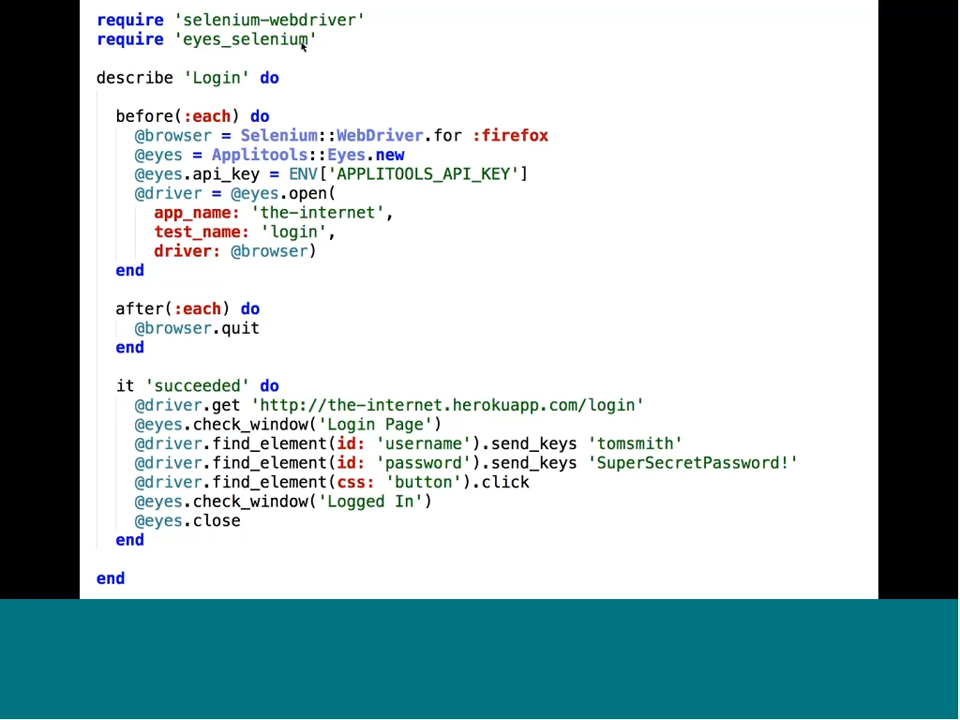 require 'selenium-webdriver'
require 'eyes_selenium'
describe 'Login' do
before(:each) do
@browser = Selenium::WebDriver.for :firefox
@eyes = Applitools::Eyes.new
@eyes.api_key = ENV['APPLITOOLS_API_KEY']
@driver = @eyes.open(
app_name: 'the-internet',
test_name: 'login',
driver: @browser)
end
after(:each) do
@browser.quit
end
it 'succeeded' do
@driver.get 'http://the-internet.herokuapp.com/login'
@eyes.check_window('Login Page')
@driver.find_element(id: 'username').send_keys 'tomsmith'
@driver.find_element(id: 'password').send_keys 'SuperSecretPassword!'
@driver.find_element(css: 'button').click
@eyes.check_window('Logged In')
@eyes.close
end
end